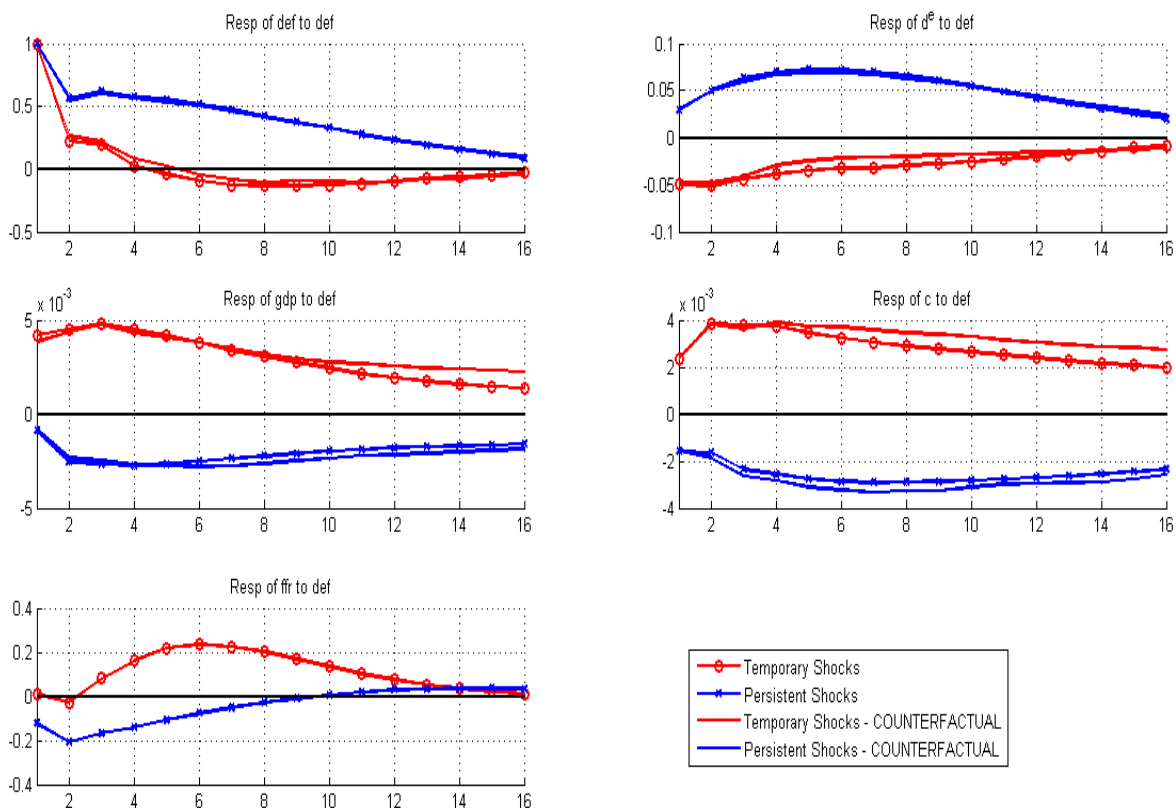 Resp of def to def
1
0.5
0
-0.5
2 4 6 8 10 12 14 16
Resp of dᵉ to def
0.1
0.05
0
-0.05
-0.1
2 4 6 8 10 12 14 16
Resp of gdp to def
x 10⁻³
5
0
-5
2 4 6 8 10 12 14 16
Resp of c to def
x 10⁻³
4
2
0
-2
-4
2 4 6 8 10 12 14 16
Resp of ffr to def
0.4
0.2
0
-0.2
-0.4
2 4 6 8 10 12 14 16
Temporary Shocks
Persistent Shocks
Temporary Shocks - COUNTERFACTUAL
Persistent Shocks - COUNTERFACTUAL